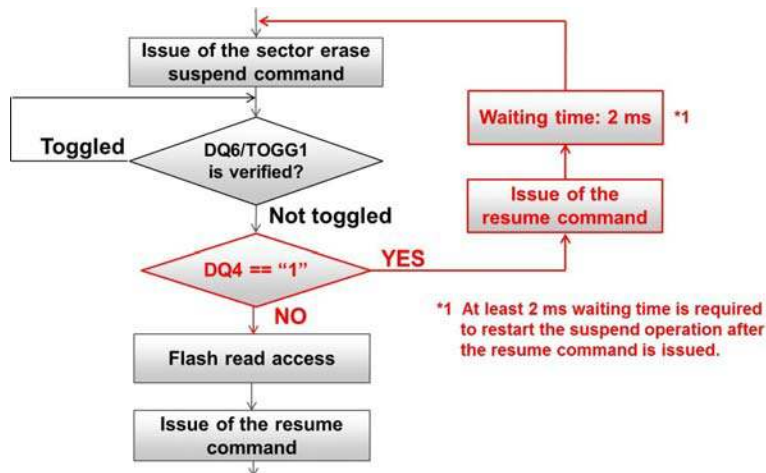 Issue of the sector erase
suspend command
Waiting time: 2 ms
*1
Toggled
DQ6/TOGG1
is verified?
Issue of the
resume command
Not toggled
DQ4 == “1”
YES
NO
*1 At least 2 ms waiting time is required
to restart the suspend operation after
the resume command is issued.
Flash read access
Issue of the resume
command